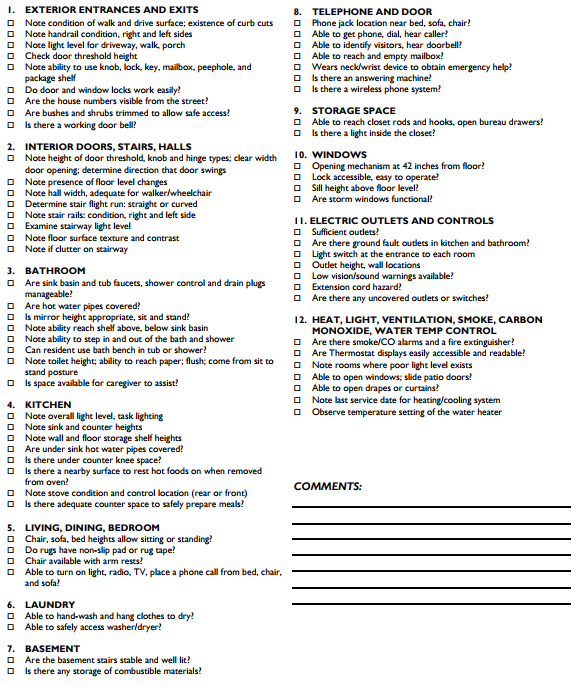 1. EXTERIOR ENTRANCES AND EXITS
☐ Note condition of walk and drive surface; existence of curb cuts
☐ Note handrail condition, right and left sides
☐ Note light level for driveway, walk, porch
☐ Check door threshold height
☐ Note ability to use knob, lock, key, mailbox, peephole, and
package shelf
☐ Do door and window locks work easily?
☐ Are the house numbers visible from the street?
☐ Are bushes and shrubs trimmed to allow safe access?
☐ Is there a working door bell?
2. INTERIOR DOORS, STAIRS, HALLS
☐ Note height of door threshold, knob and hinge types; clear width
door opening; determine direction that door swings
☐ Note presence of floor level changes
☐ Note hall width, adequate for walker/wheelchair
☐ Determine stair flight run: straight or curved
☐ Note stair rails: condition, right and left side
☐ Examine stairway light level
☐ Note floor surface texture and contrast
☐ Note if clutter on stairway
3. BATHROOM
☐ Are sink basin and tub faucets, shower control and drain plugs
manageable?
☐ Are hot water pipes covered?
☐ Is mirror height appropriate, sit and stand?
☐ Note ability reach shelf above, below sink basin
☐ Note ability to step in and out of the bath and shower
☐ Can resident use bath bench in tub or shower?
☐ Note toilet height; ability to reach paper; flush; come from sit to
stand posture
☐ Is space available for caregiver to assist?
4. KITCHEN
☐ Note overall light level, task lighting
☐ Note sink and counter heights
☐ Note wall and floor storage shelf heights
☐ Are under sink hot water pipes covered?
☐ Is there under counter knee space?
☐ Is there a nearby surface to rest hot foods on when removed
from oven?
☐ Note stove condition and control location (rear or front)
☐ Is there adequate counter space to safely prepare meals?
5. LIVING, DINING, BEDROOM
☐ Chair, sofa, bed heights allow sitting or standing?
☐ Do rugs have non-slip pad or rug tape?
☐ Chair available with arm rests?
☐ Able to turn on light, radio, TV, place a phone call from bed, chair,
and sofa?
6. LAUNDRY
☐ Able to hand-wash and hang clothes to dry?
☐ Able to safely access washer/dryer?
7. BASEMENT
☐ Are the basement stairs stable and well lit?
☐ Is there any storage of combustible materials?
8. TELEPHONE AND DOOR
☐ Phone jack location near bed, sofa, chair?
☐ Able to get phone, dial, hear caller?
☐ Able to identify visitors, hear doorbell?
☐ Able to reach and empty mailbox?
☐ Wears neck/wrist device to obtain emergency help?
☐ Is there an answering machine?
☐ Is there a wireless phone system?
9. STORAGE SPACE
☐ Able to reach closet rods and hooks, open bureau drawers?
☐ Is there a light inside the closet?
10. WINDOWS
☐ Opening mechanism at 42 inches from floor?
☐ Lock accessible, easy to operate?
☐ Sill height above floor level?
☐ Are storm windows functional?
11. ELECTRIC OUTLETS AND CONTROLS
☐ Sufficient outlets?
☐ Are there ground fault outlets in kitchen and bathroom?
☐ Light switch at the entrance to each room
☐ Outlet height, wall locations
☐ Low vision/sound warnings available?
☐ Extension cord hazard?
☐ Are there any uncovered outlets or switches?
12. HEAT, LIGHT, VENTILATION, SMOKE, CARBON
MONOXIDE, WATER TEMP CONTROL
☐ Are there smoke/CO alarms and a fire extinguisher?
☐ Are Thermostat displays easily accessible and readable?
☐ Note rooms where poor light level exists
☐ Able to open windows; slide patio doors?
☐ Able to open drapes or curtains?
☐ Note last service date for heating/cooling system
☐ Observe temperature setting of the water heater
COMMENTS: